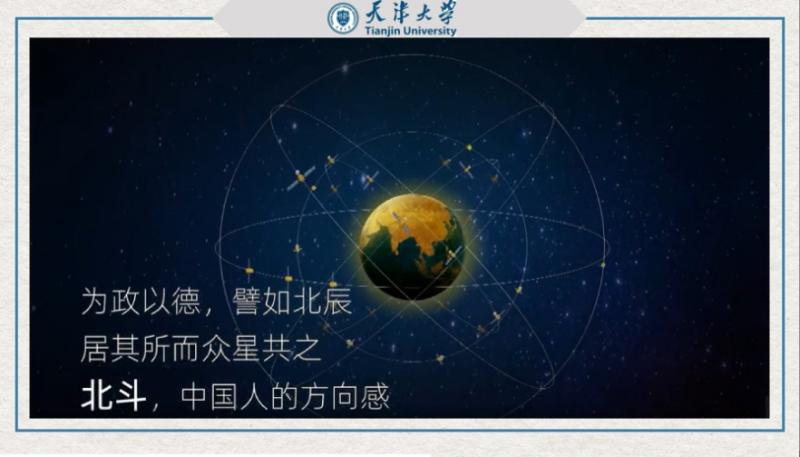 天津大学
Tianjin University
为政以德，譬如北辰
居其所而众星共之
北斗，中国人的方向感